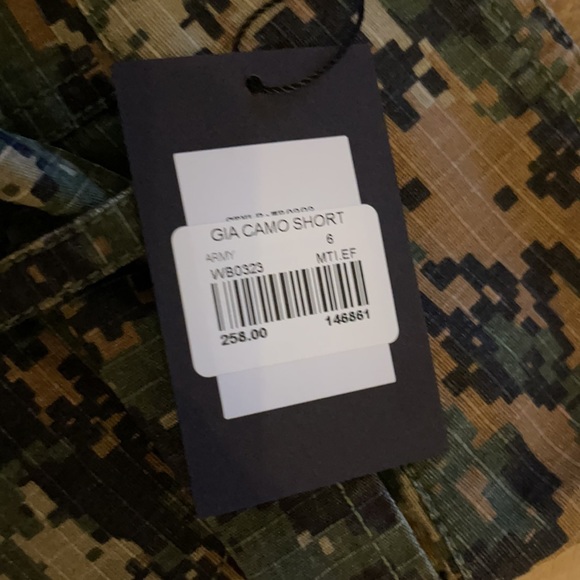 GIA CAMO SHORT
ARMY 6
WB0323 MTI.EF
258.00 146861